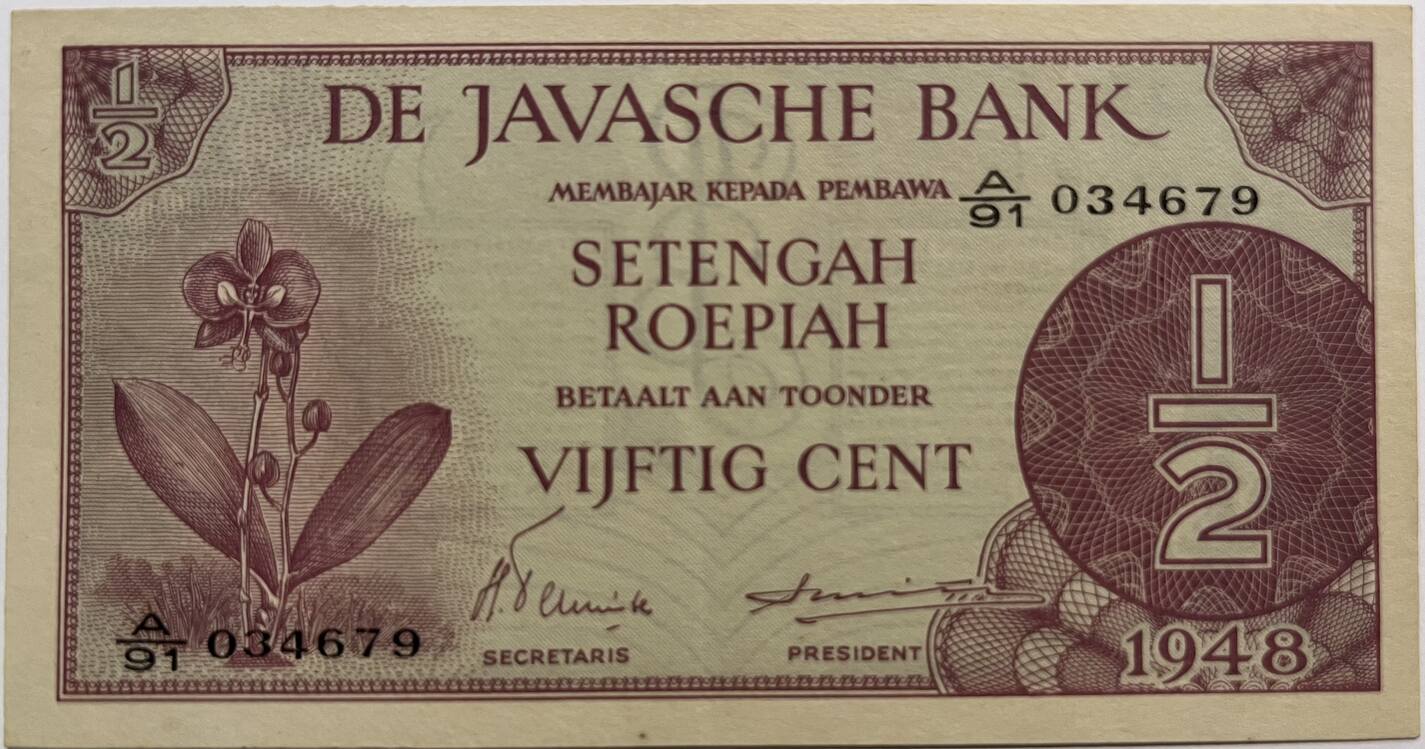 1/2
DE JAVASCHE BANK
MEMBAJAR KEPADA PEMBAWA
A/91 034679
SETENGAH
ROEPIAH
BETAALT AAN TOONDER
VIJFTIG CENT
1/2
A/91 034679
SECRETARIS
PRESIDENT
1948